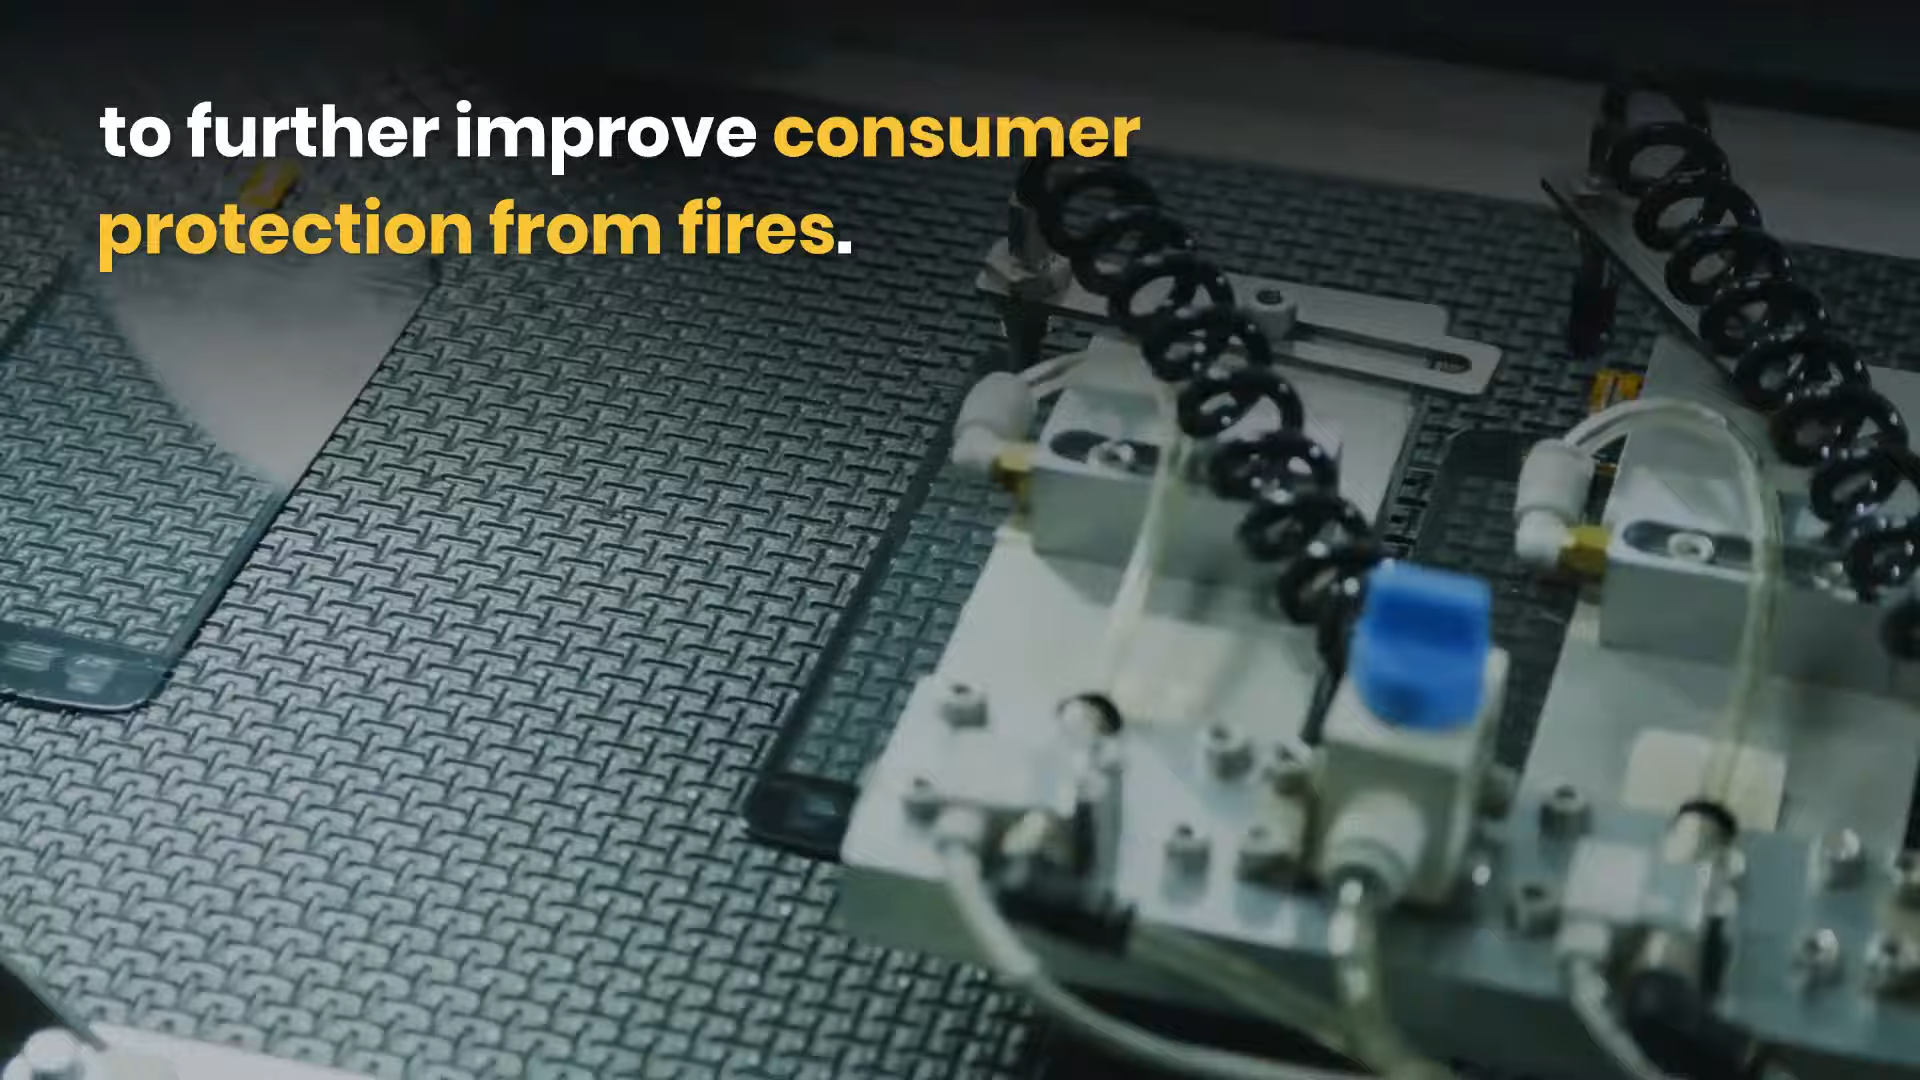 to further improve consumer
protection from fires.